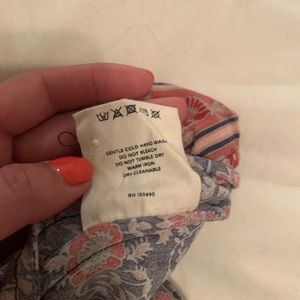 GENTLE COLD HAND WASH
DO NOT BLEACH
DO NOT TUMBLE DRY
WARM IRON
DRY CLEANABLE
RN 150890